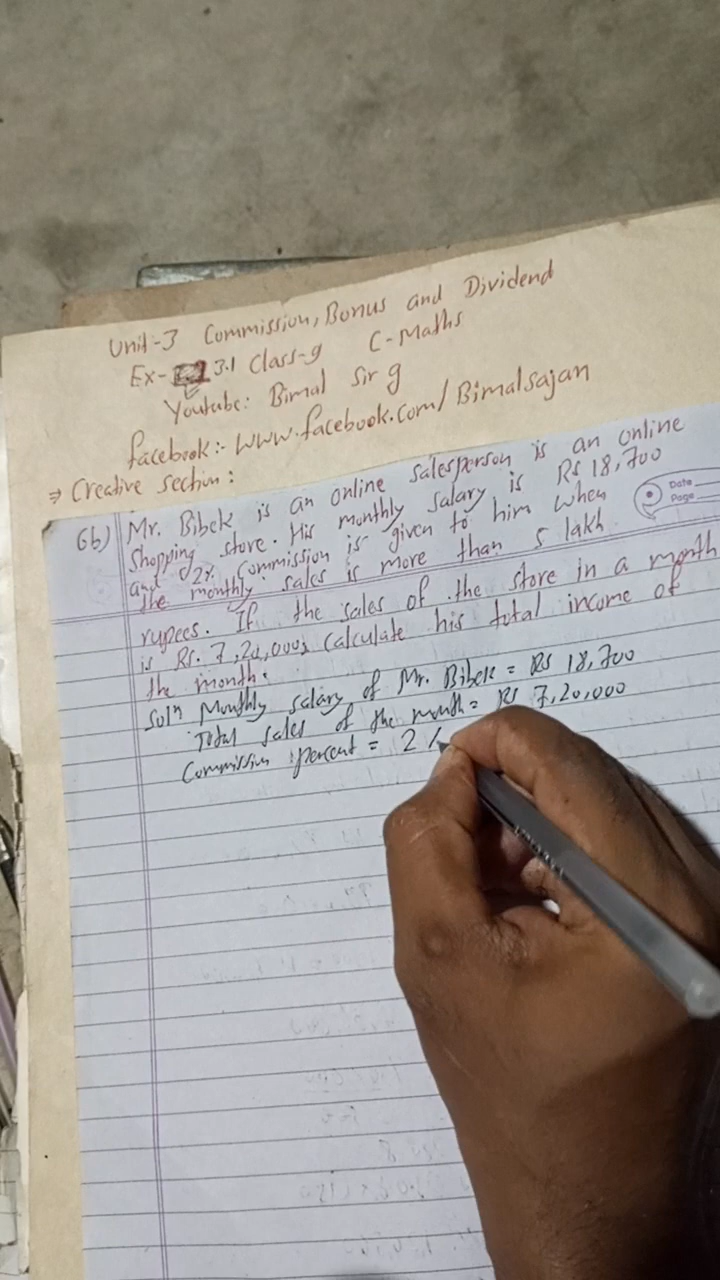 Unit-3 Commission, Bonus and Dividend
Ex- 3.1 Class-9 C-Maths
Youtube: Bimal Sir g
facebook:- www.facebook.com/Bimalsajan
⇒ Creative section:
6b) Mr. Bibek is an online salesperson is an online
shopping store. His monthly salary is Rs 18,700
and 2% commission is given to him when
the monthly sales is more than 5 lakh
rupees. If the sales of the store in a month
is Rs. 7,20,000, calculate his total income of
the month.
Solⁿ Monthly salary of Mr. Bibek = Rs 18,700
Total sales of the month = Rs 7,20,000
Commission percent = 2
Date
Page